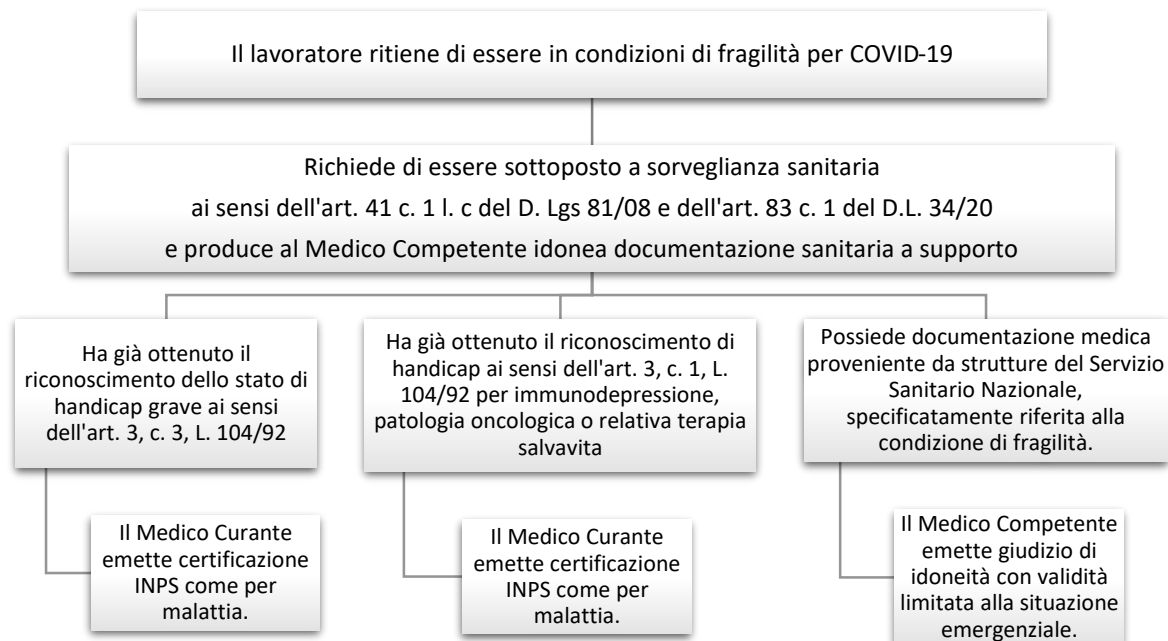 Il lavoratore ritiene di essere in condizioni di fragilità per COVID-19
Richiede di essere sottoposto a sorveglianza sanitaria
ai sensi dell'art. 41 c. 1 l. c del D. Lgs 81/08 e dell'art. 83 c. 1 del D.L. 34/20
e produce al Medico Competente idonea documentazione sanitaria a supporto
Ha già ottenuto il
riconoscimento dello stato di
handicap grave ai sensi
dell'art. 3, c. 3, L. 104/92
Il Medico Curante
emette certificazione
INPS come per
malattia.
Ha già ottenuto il riconoscimento di
handicap ai sensi dell'art. 3, c. 1, L.
104/92 per immunodepressione,
patologia oncologica o relativa terapia
salvavita
Il Medico Curante
emette certificazione
INPS come per
malattia.
Possiede documentazione medica
proveniente da strutture del Servizio
Sanitario Nazionale,
specificatamente riferita alla
condizione di fragilità.
Il Medico Competente
emette giudizio di
idoneità con validità
limitata alla situazione
emergenziale.